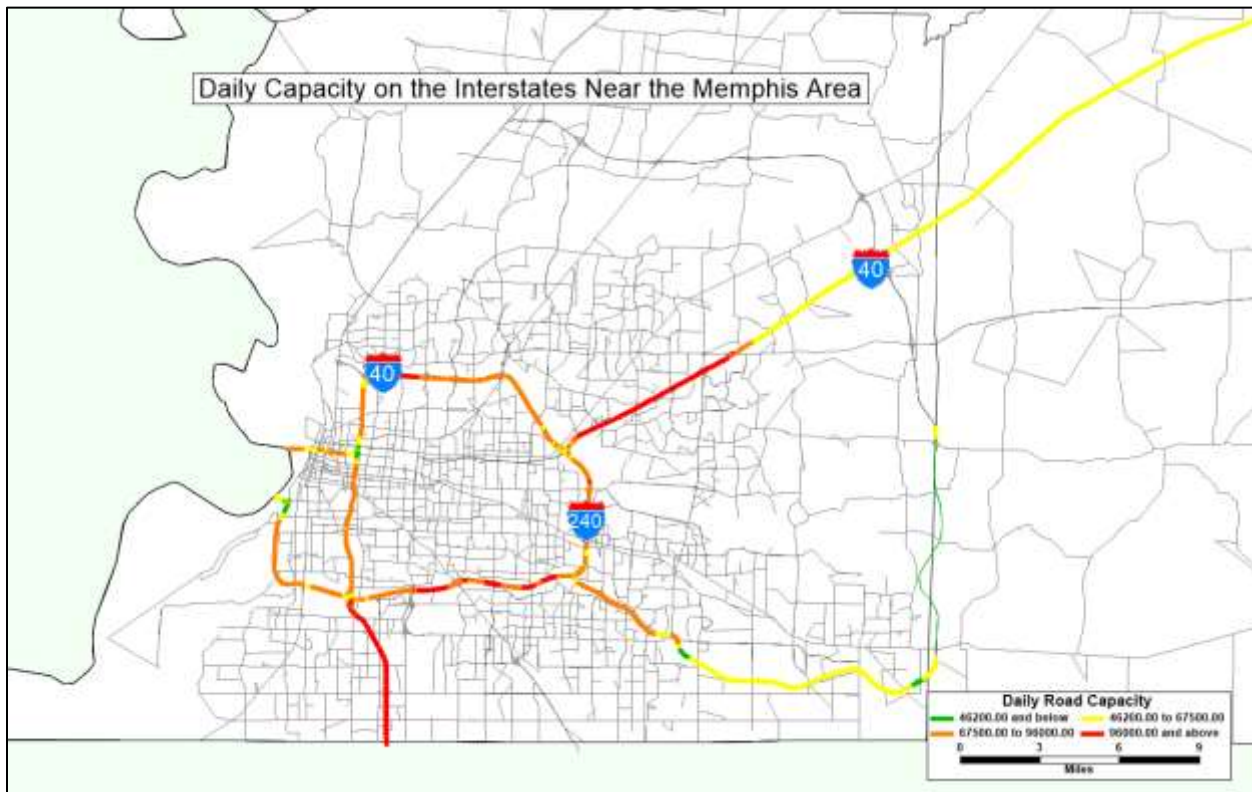 Daily Capacity on the Interstates Near the Memphis Area
40
40
240
Daily Road Capacity
46200.00 and below 46200.00 to 67500.00
67500.00 to 96000.00 96000.00 and above
0 3 6 9
Miles